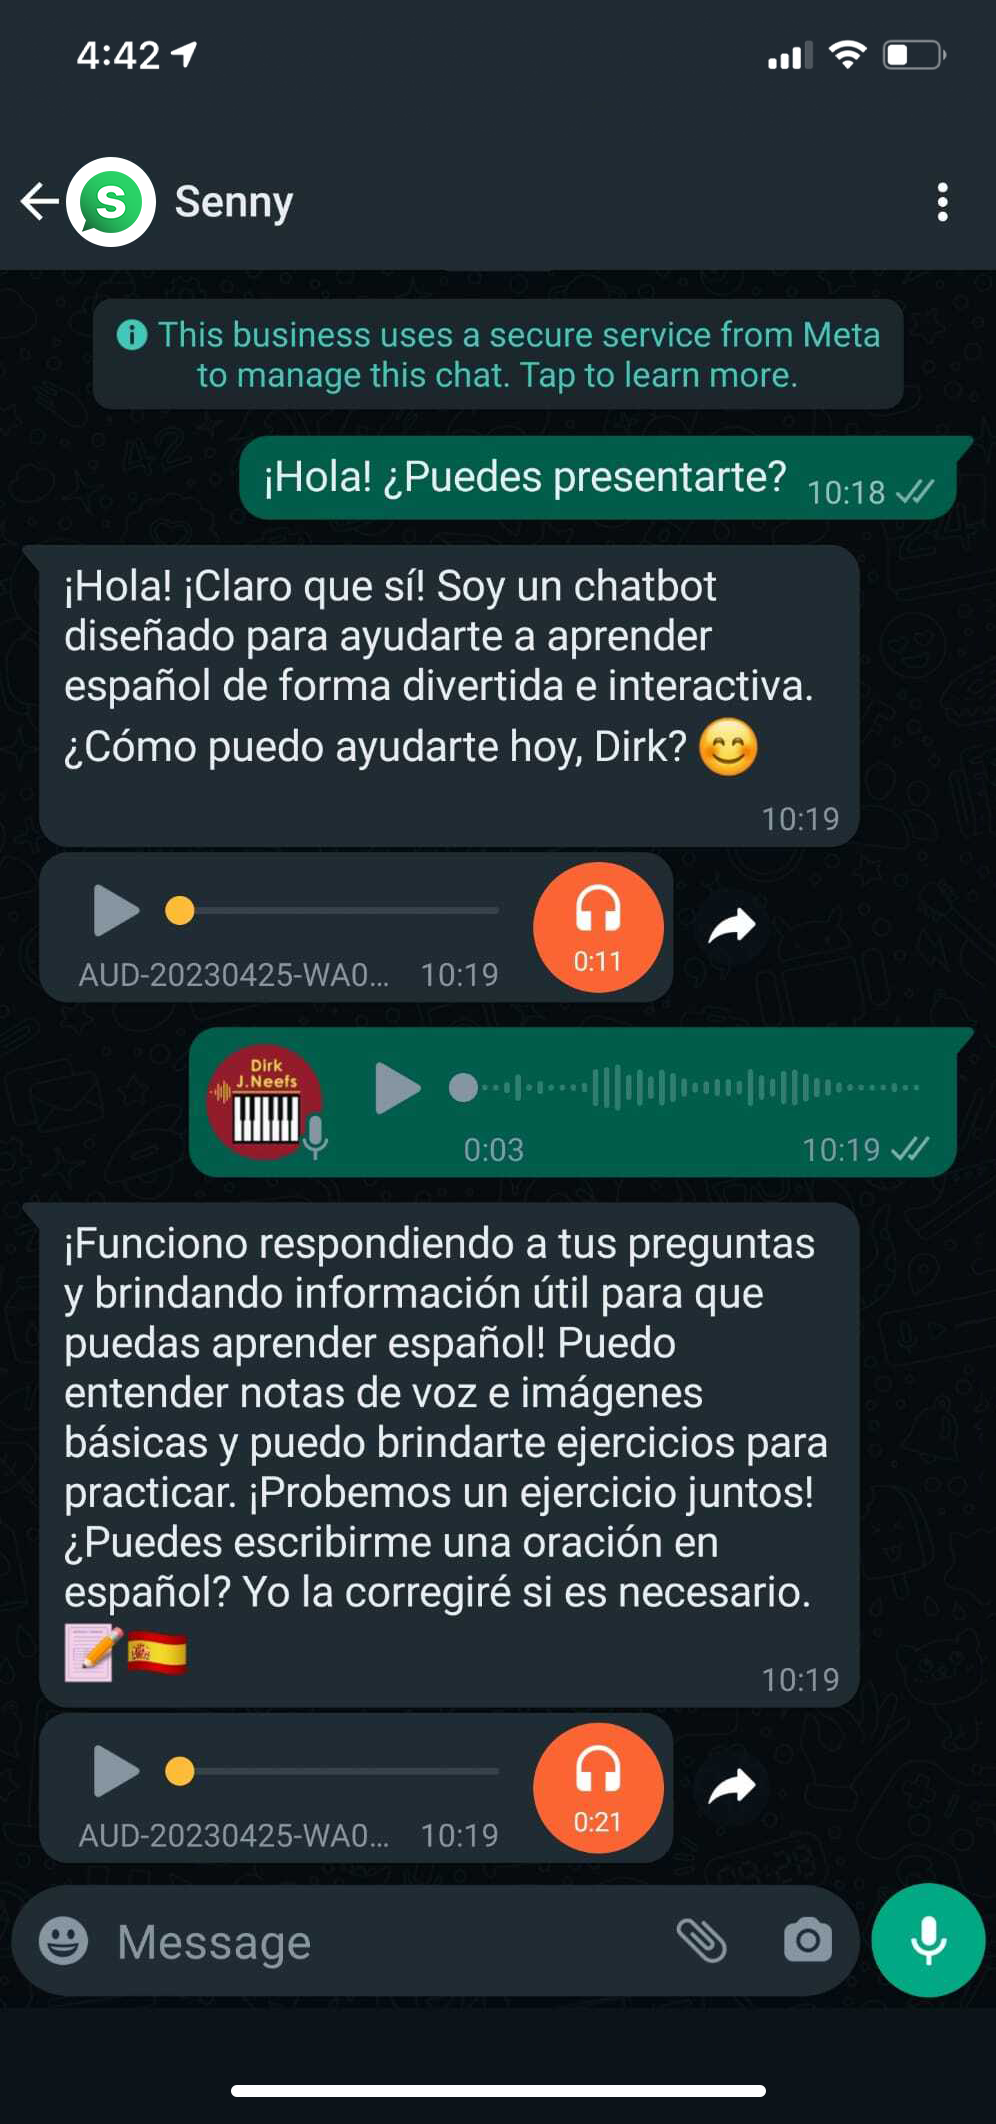 4:42
S
Senny
This business uses a secure service from Meta
to manage this chat. Tap to learn more.
¡Hola! ¿Puedes presentarte? 10:18
¡Hola! ¡Claro que sí! Soy un chatbot
diseñado para ayudarte a aprender
español de forma divertida e interactiva.
¿Cómo puedo ayudarte hoy, Dirk? 😊
10:19
0:11
AUD-20230425-WA0... 10:19
Dirk
J.Neefs
0:03 10:19
¡Funciono respondiendo a tus preguntas
y brindando información útil para que
puedas aprender español! Puedo
entender notas de voz e imágenes
básicas y puedo brindarte ejercicios para
practicar. ¡Probemos un ejercicio juntos!
¿Puedes escribirme una oración en
español? Yo la corregiré si es necesario.
📝🇪🇸
10:19
0:21
AUD-20230425-WA0... 10:19
Message